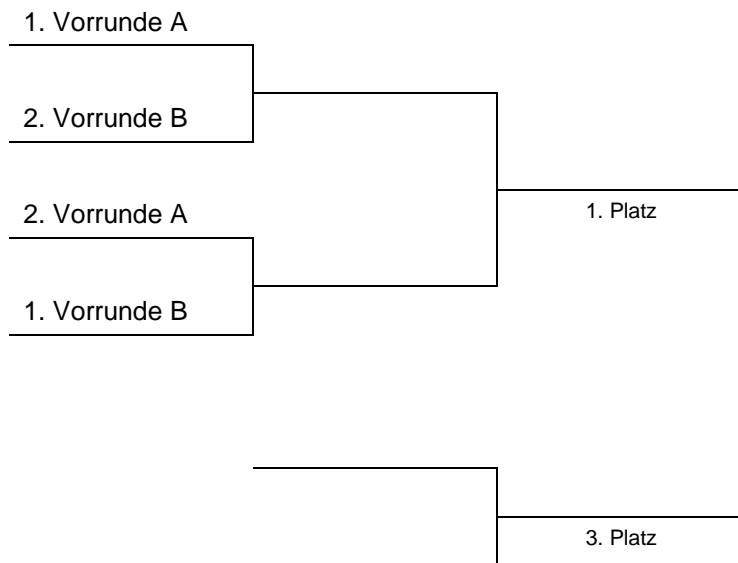 1. Vorrunde A
2. Vorrunde B
2. Vorrunde A
1. Platz
1. Vorrunde B
3. Platz